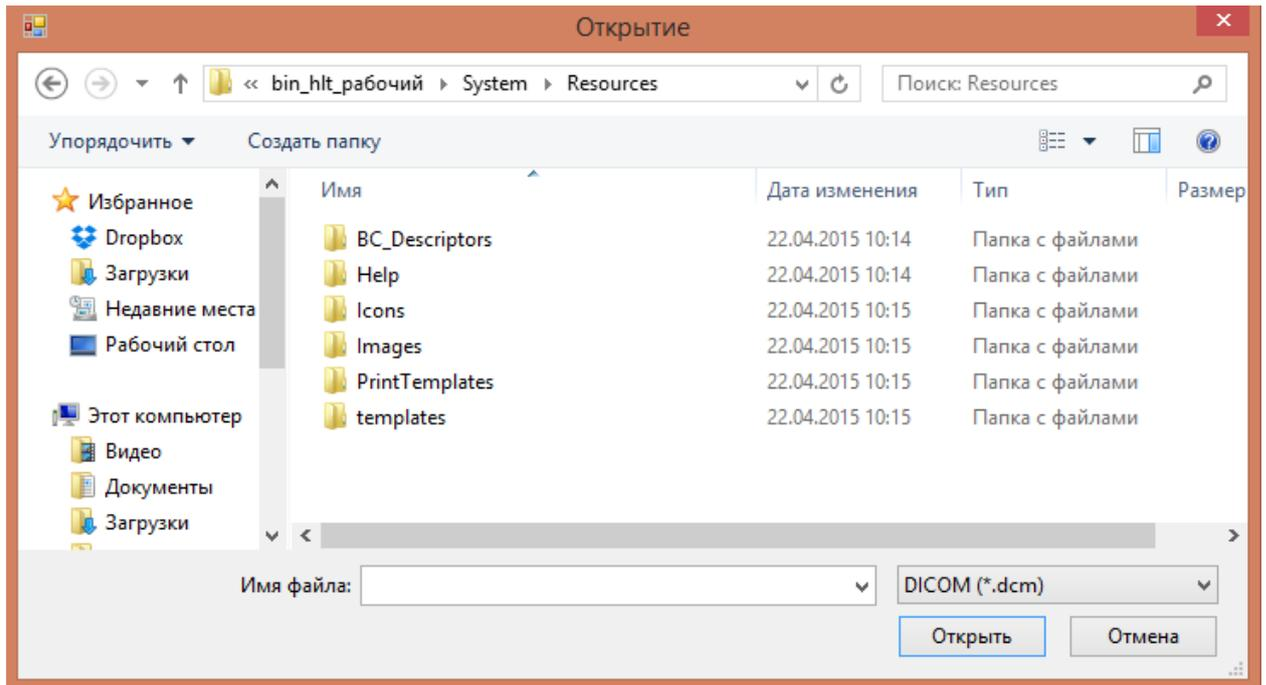 Открытие
« bin_hlt_рабочий System Resources Поиск: Resources
Упорядочить Создать папку
Имя Дата изменения Тип Размер
Избранное
Dropbox
Загрузки
Недавние места
Рабочий стол
Этот компьютер
Видео
Документы
Загрузки
BC_Descriptors 22.04.2015 10:14 Папка с файлами
Help 22.04.2015 10:14 Папка с файлами
Icons 22.04.2015 10:15 Папка с файлами
Images 22.04.2015 10:15 Папка с файлами
PrintTemplates 22.04.2015 10:15 Папка с файлами
templates 22.04.2015 10:15 Папка с файлами
Имя файла: DICOM (*.dcm)
Открыть Отмена